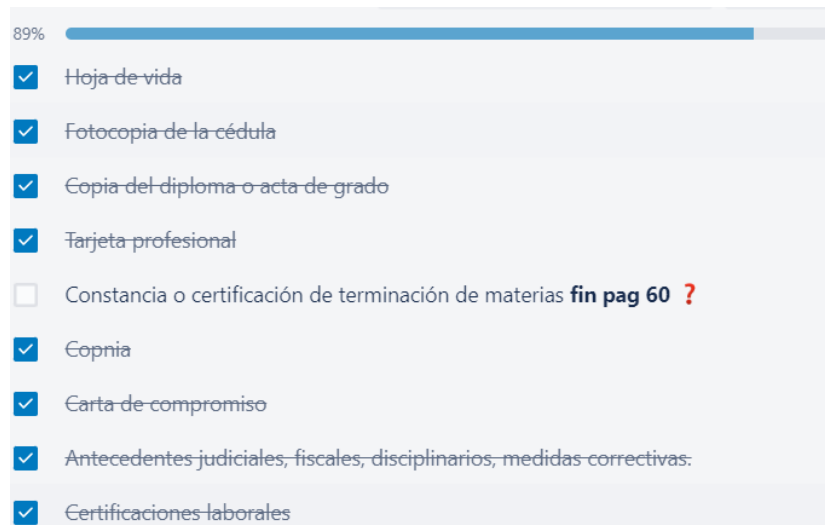 89%
Hoja de vida
Fotocopia de la cédula
Copia del diploma o acta de grado
Tarjeta profesional
Constancia o certificación de terminación de materias fin pag 60 ❓
Copnia
Carta de compromiso
Antecedentes judiciales, fiscales, disciplinarios, medidas correctivas.
Certificaciones laborales